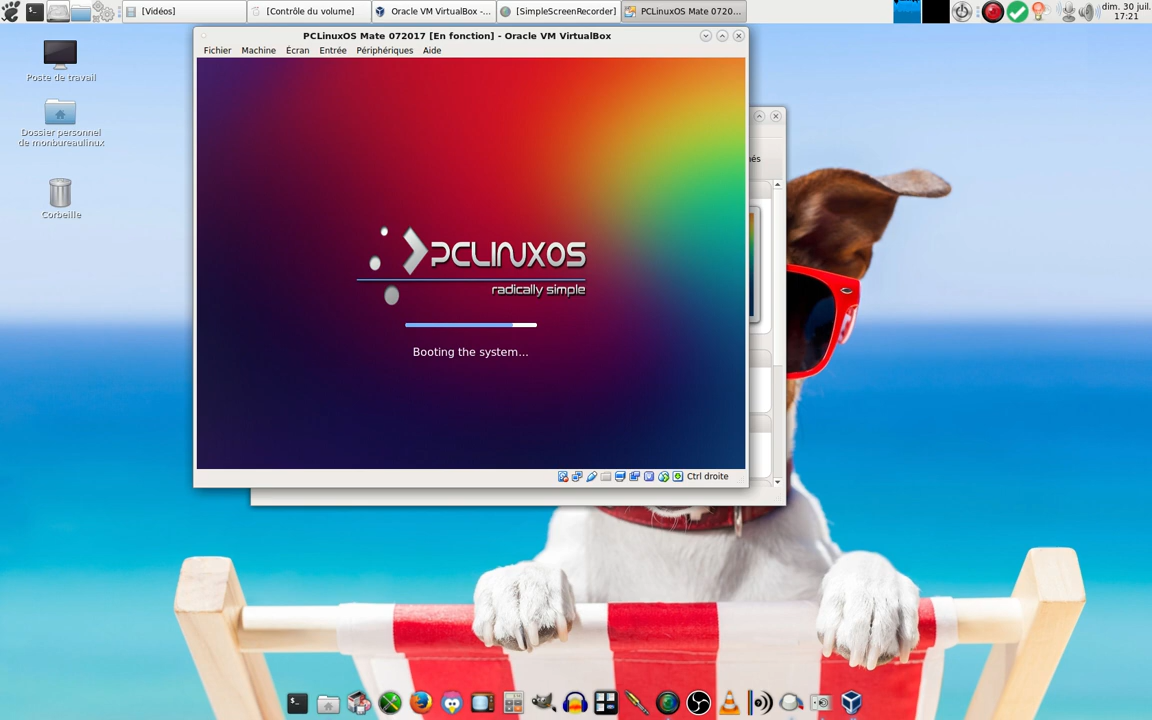 [Vidéos]
[Contrôle du volume]
Oracle VM VirtualBox -...
[SimpleScreenRecorder]
PCLinuxOS Mate 0720...
dim. 30 juil.
17:21
Poste de travail
Dossier personnel
de monbureaulinux
Corbeille
PCLinuxOS Mate 072017 [En fonction] - Oracle VM VirtualBox
Fichier Machine Écran Entrée Périphériques Aide
PCLINUXOS
radically simple
Booting the system...
Ctrl droite